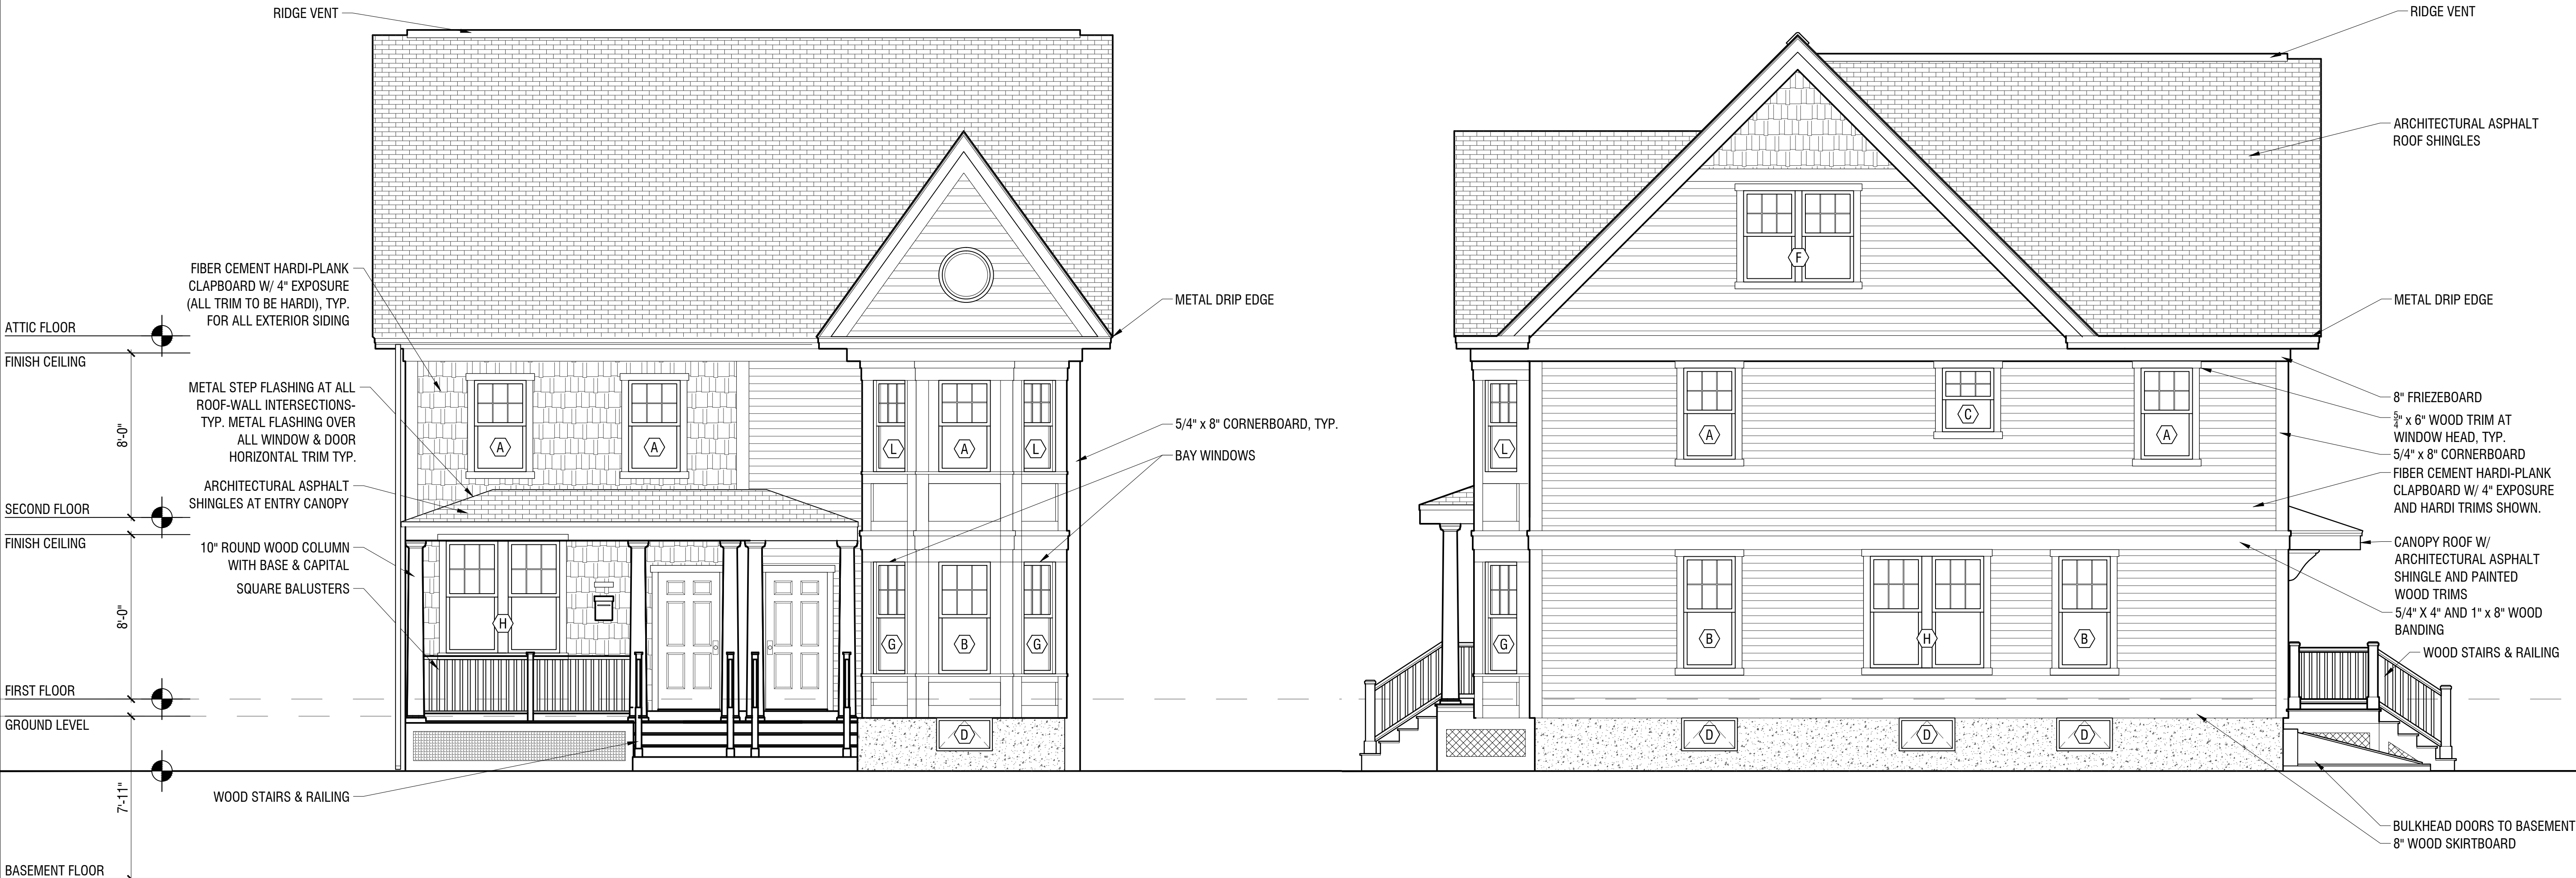 RIDGE VENT
FIBER CEMENT HARDI-PLANK
CLAPBOARD W/ 4" EXPOSURE
(ALL TRIM TO BE HARDI), TYP.
FOR ALL EXTERIOR SIDING
ATTIC FLOOR
FINISH CEILING
METAL STEP FLASHING AT ALL
ROOF-WALL INTERSECTIONS-
TYP. METAL FLASHING OVER
ALL WINDOW & DOOR
HORIZONTAL TRIM TYP.
8'-0"
ARCHITECTURAL ASPHALT
SHINGLES AT ENTRY CANOPY
SECOND FLOOR
FINISH CEILING
10" ROUND WOOD COLUMN
WITH BASE & CAPITAL
SQUARE BALUSTERS
8'-0"
FIRST FLOOR
GROUND LEVEL
7'-11"
WOOD STAIRS & RAILING
BASEMENT FLOOR
A
A
L
A
L
H
G
B
G
D
METAL DRIP EDGE
5/4" x 8" CORNERBOARD, TYP.
BAY WINDOWS
F
L
A
C
A
G
B
H
B
D
D
D
RIDGE VENT
ARCHITECTURAL ASPHALT
ROOF SHINGLES
METAL DRIP EDGE
8" FRIEZEBOARD
5/4" x 6" WOOD TRIM AT
WINDOW HEAD, TYP.
5/4" x 8" CORNERBOARD
FIBER CEMENT HARDI-PLANK
CLAPBOARD W/ 4" EXPOSURE
AND HARDI TRIMS SHOWN.
CANOPY ROOF W/
ARCHITECTURAL ASPHALT
SHINGLE AND PAINTED
WOOD TRIMS
5/4" X 4" AND 1" x 8" WOOD
BANDING
WOOD STAIRS & RAILING
BULKHEAD DOORS TO BASEMENT
8" WOOD SKIRTBOARD